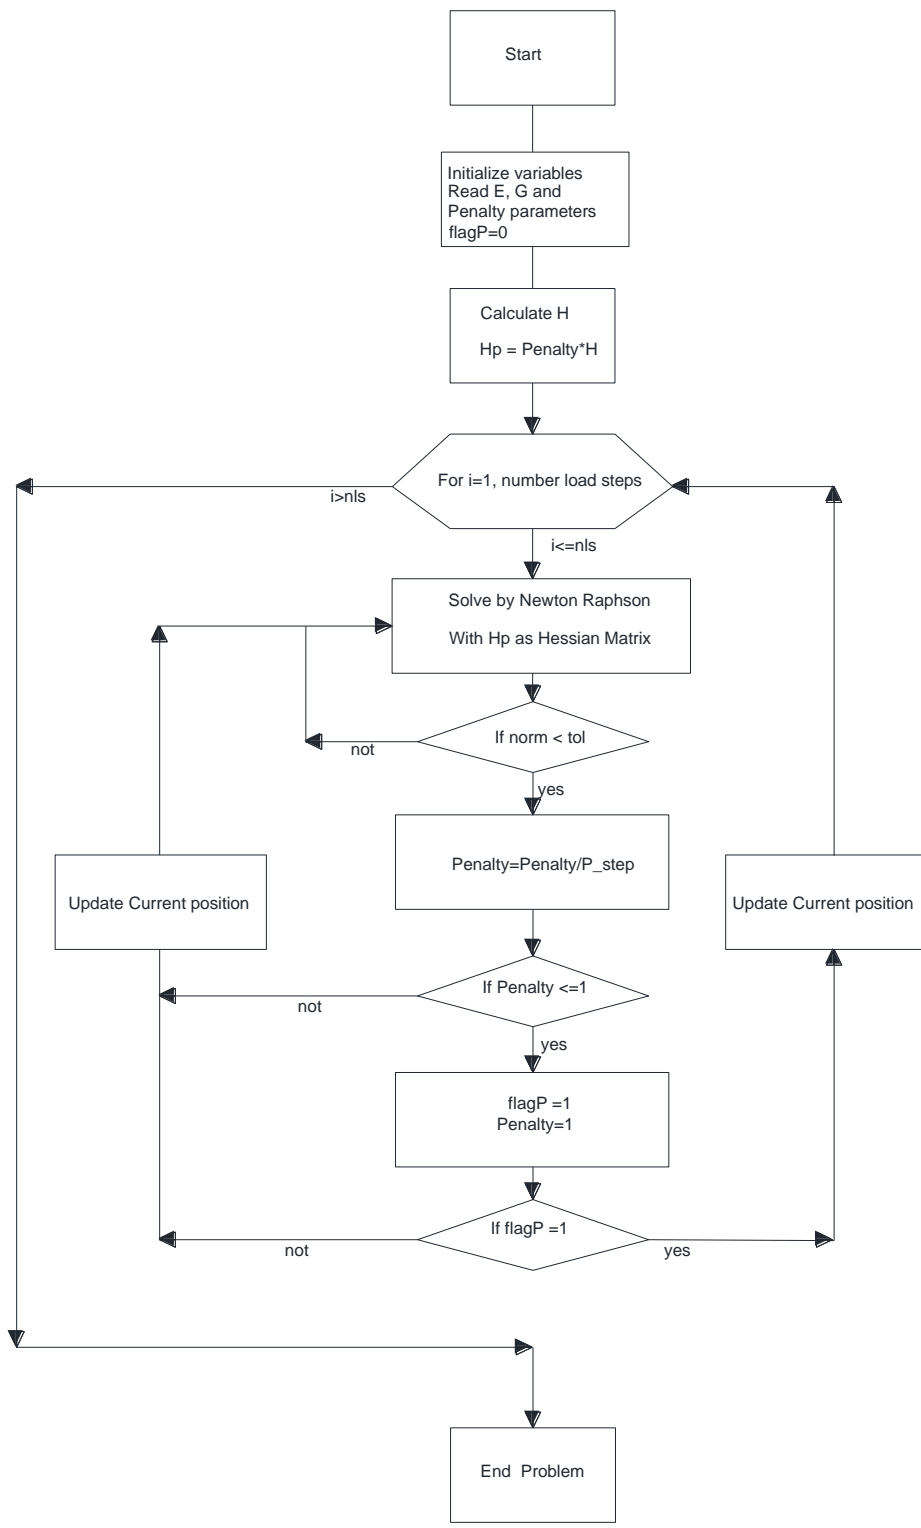 Start
Initialize variables
Read E, G and
Penalty parameters
flagP=0
Calculate H
Hp = Penalty*H
For i=1, number load steps
i>nls
i<=nls
Solve by Newton Raphson
With Hp as Hessian Matrix
If norm < tol
not
yes
Penalty=Penalty/P_step
Update Current position
Update Current position
If Penalty <=1
not
yes
flagP =1
Penalty=1
If flagP =1
not
yes
End Problem